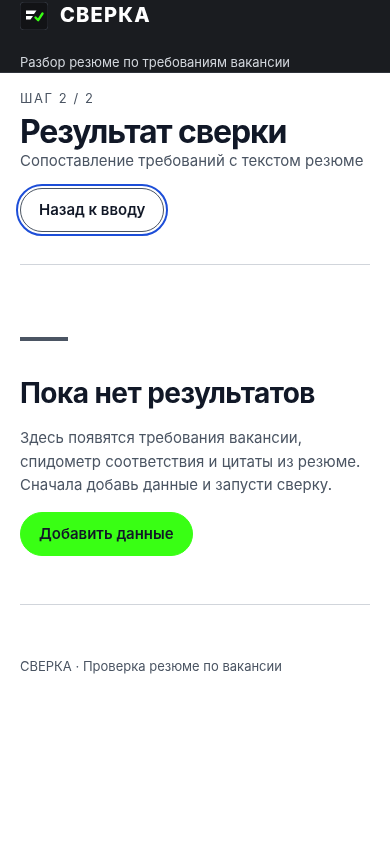 СВЕРКА
Разбор резюме по требованиям вакансии
ШАГ 2 / 2
Результат сверки
Сопоставление требований с текстом резюме
Назад к вводу
Пока нет результатов
Здесь появятся требования вакансии,
спидометр соответствия и цитаты из резюме.
Сначала добавь данные и запусти сверку.
Добавить данные
СВЕРКА · Проверка резюме по вакансии